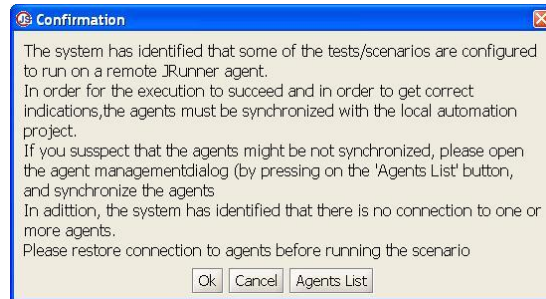 Confirmation
The system has identified that some of the tests/scenarios are configured
to run on a remote JRunner agent.
In order for the execution to succeed and in order to get correct
indications,the agents must be synchronized with the local automation
project.
If you susspect that the agents might be not synchronized, please open
the agent managementdialog (by pressing on the 'Agents List' button,
and synchronize the agents
In adittion, the system has identified that there is no connection to one or
more agents.
Please restore connection to agents before running the scenario
Ok Cancel Agents List